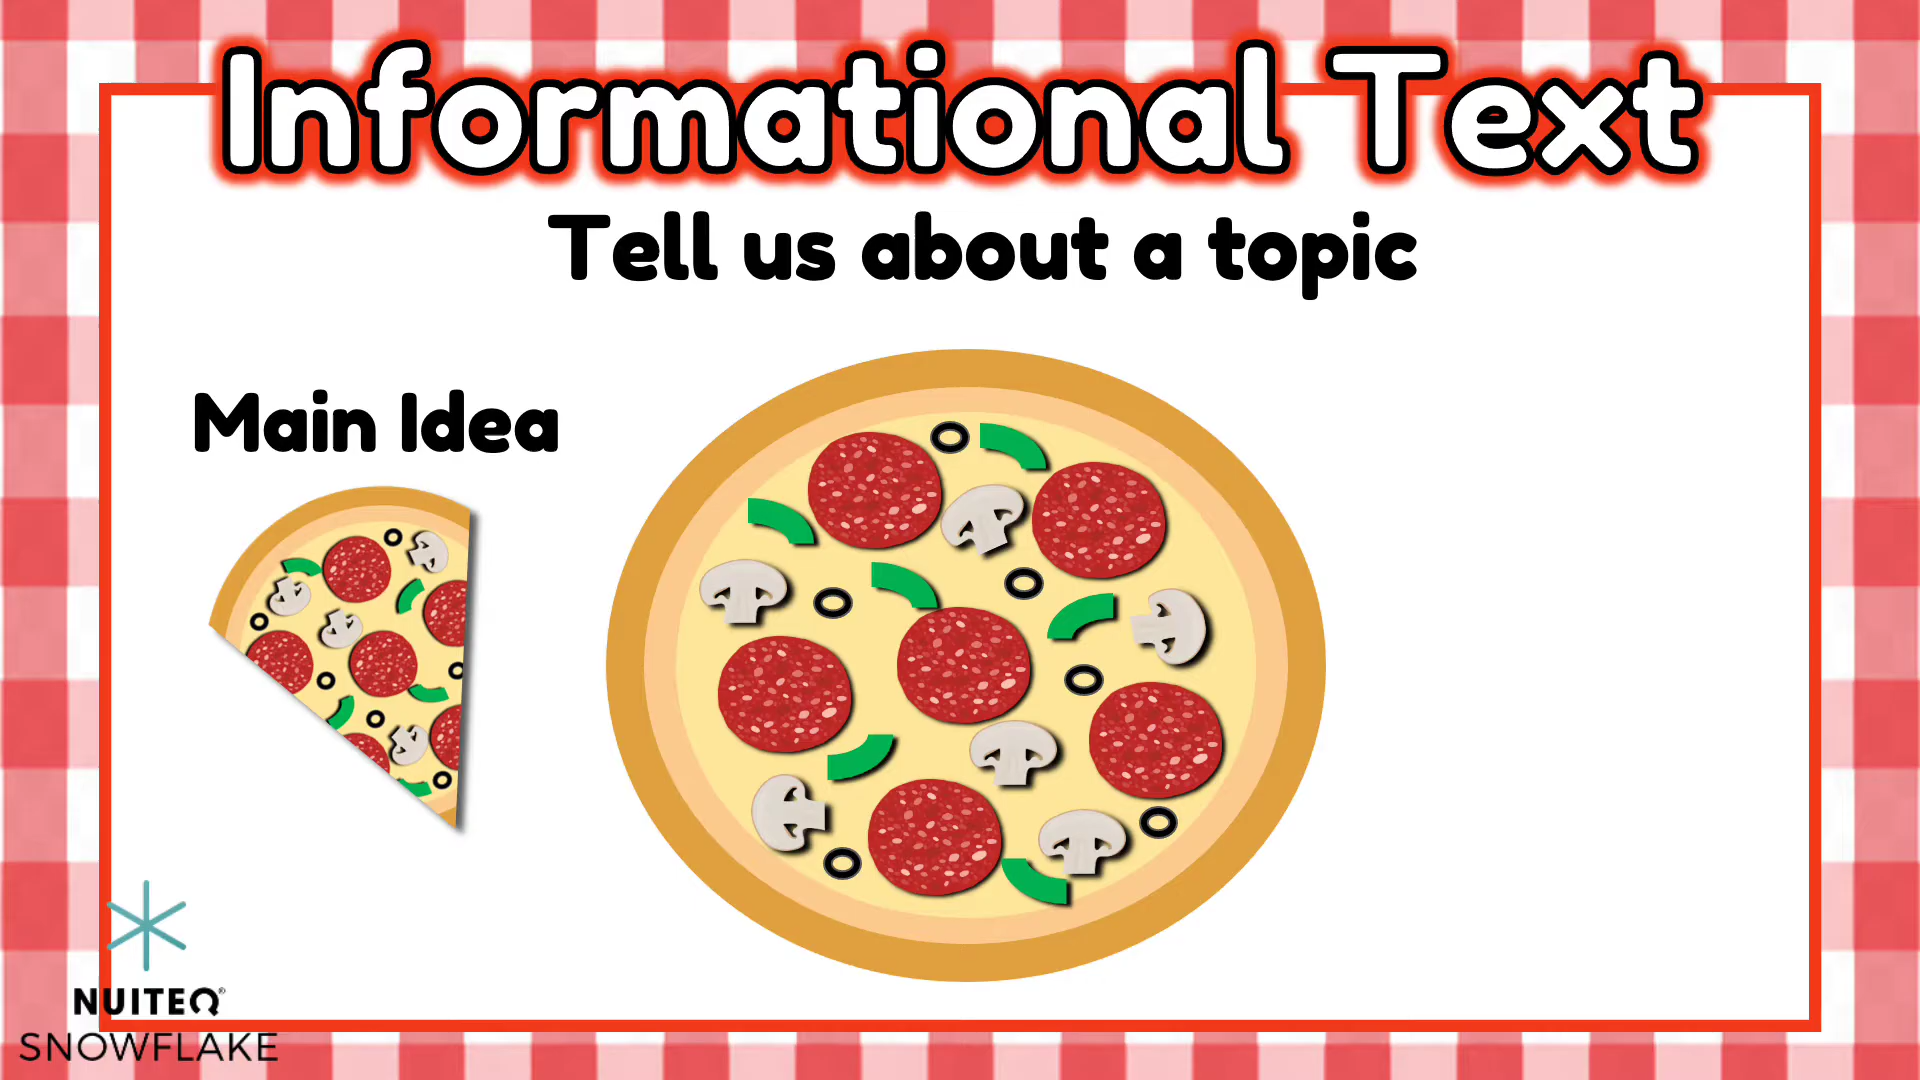 Informational Text
Tell us about a topic
Main Idea
NUITEQ®
SNOWFLAKE